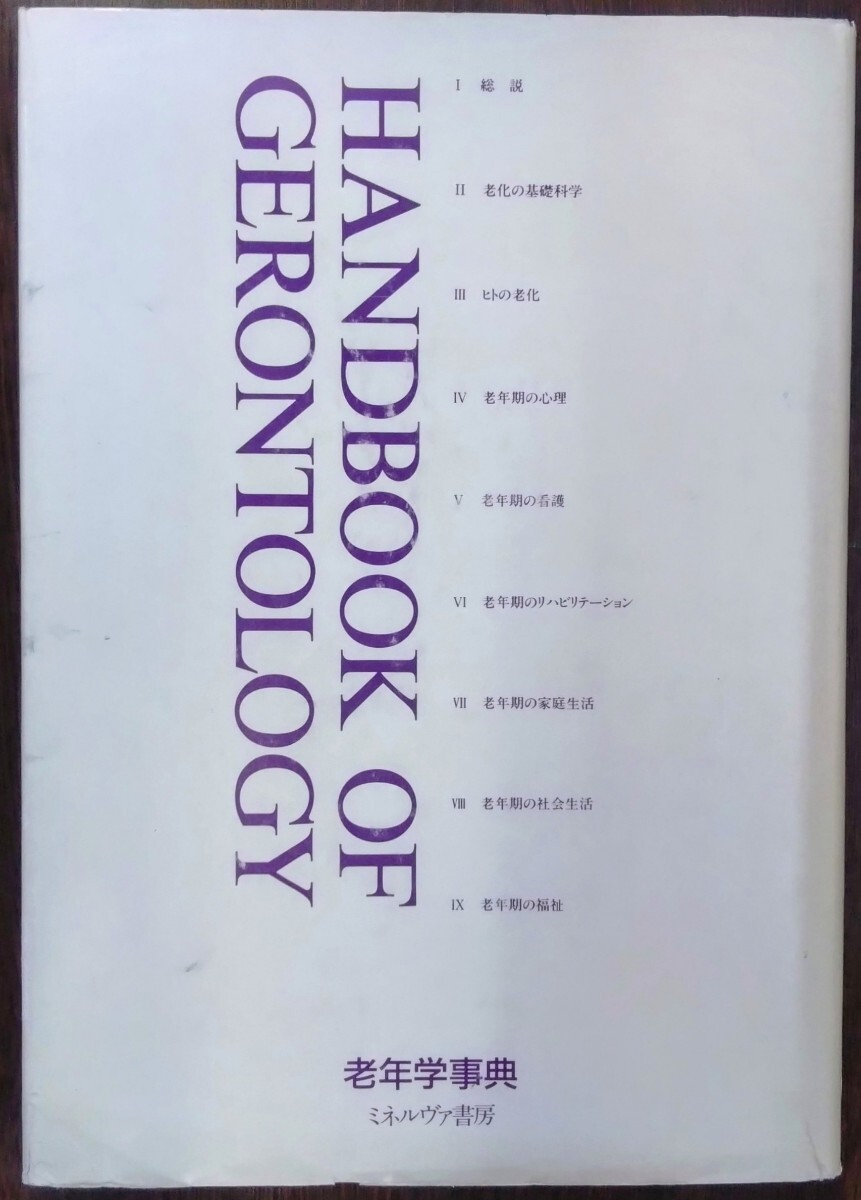 HANDBOOK OF
GERONTOLOGY
I 総説
II 老化の基礎科学
III ヒトの老化
IV 老年期の心理
V 老年期の看護
VI 老年期のリハビリテーション
VII 老年期の家庭生活
VIII 老年期の社会生活
IX 老年期の福祉
老年学事典
ミネルヴァ書房